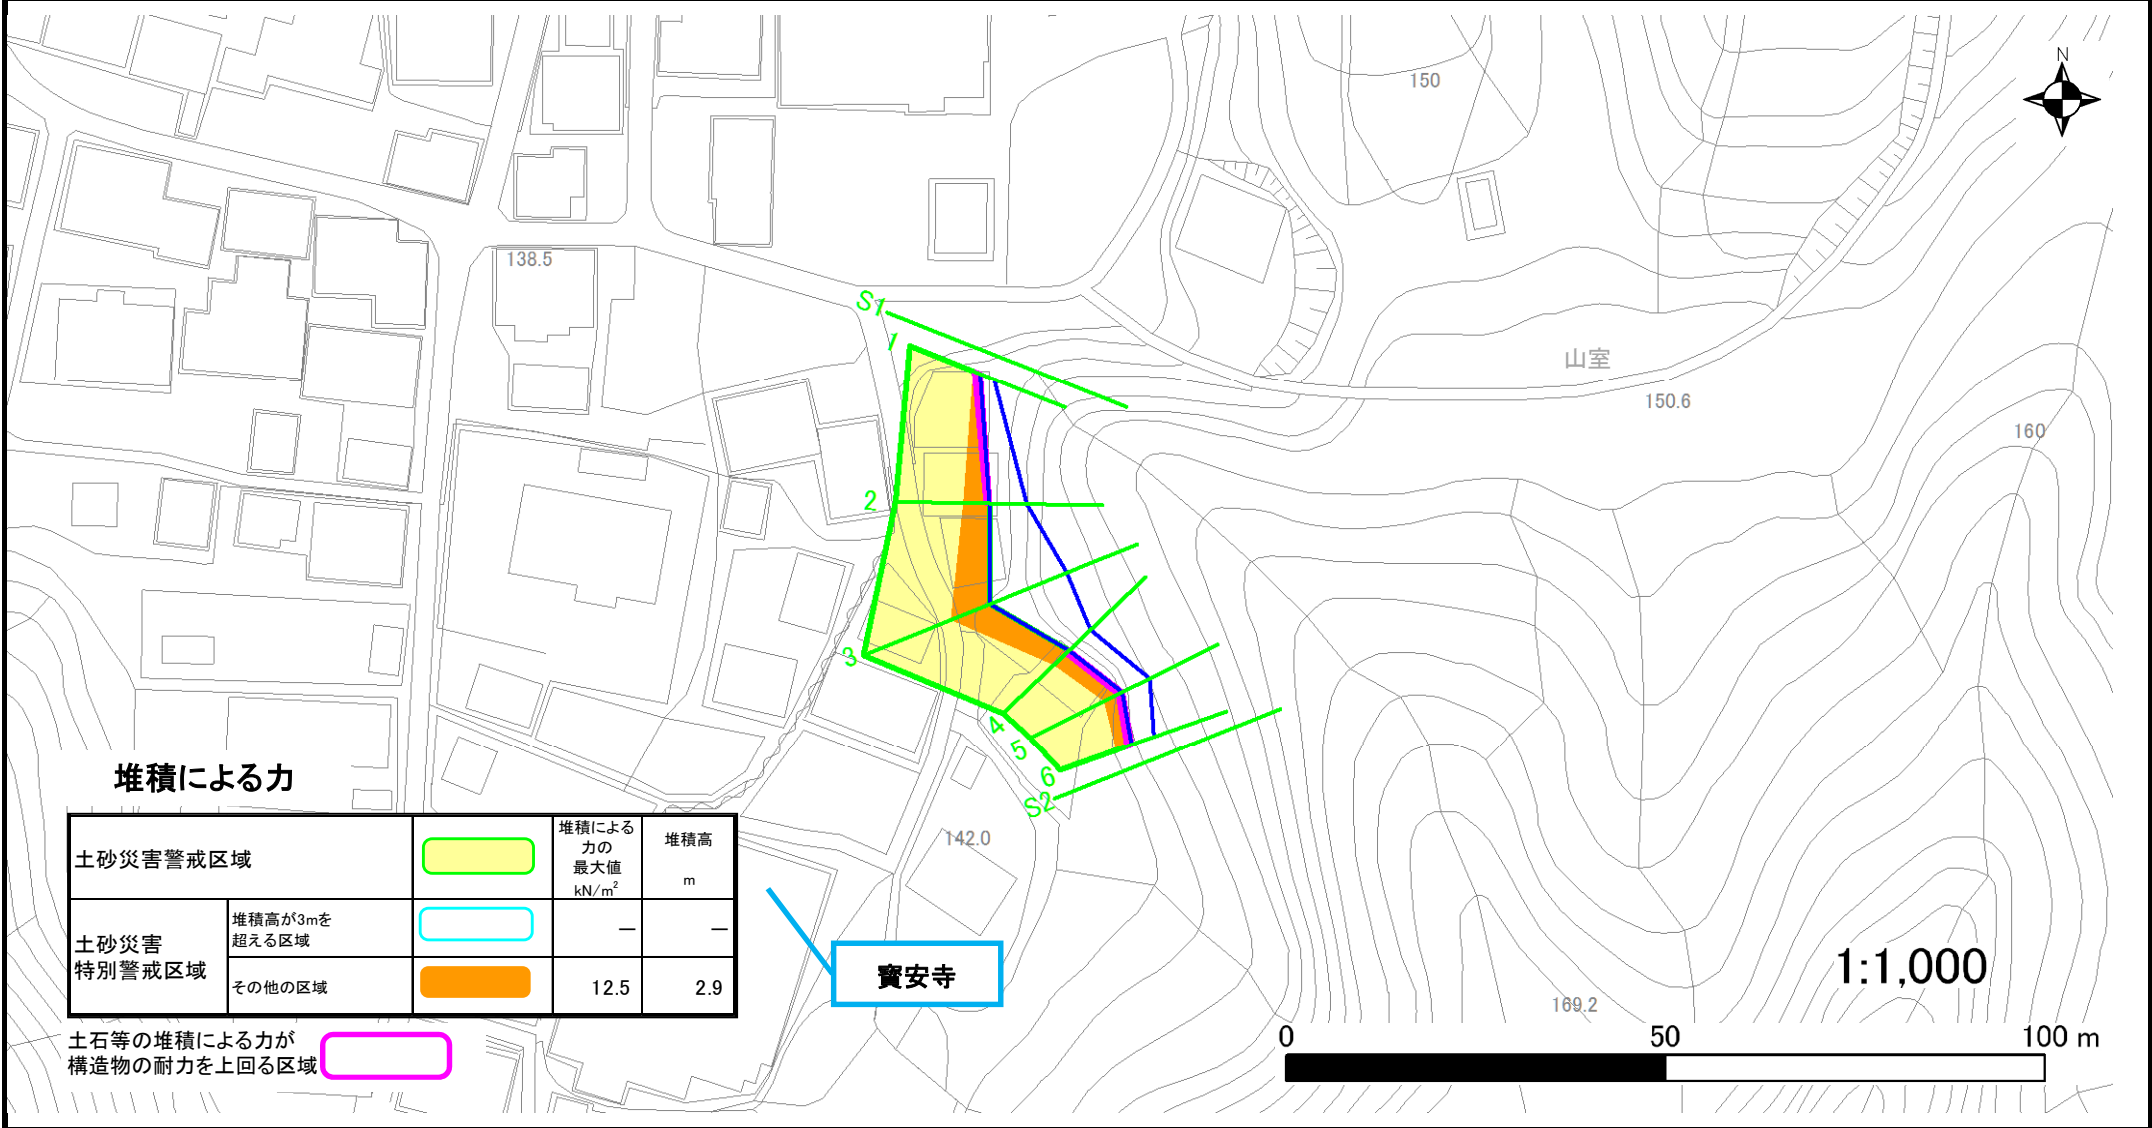 N
150
138.5
S1
1
山室
150.6
160
2
3
4
5
6
S2
142.0
堆積による力
土砂災害警戒区域
堆積による
力の
最大値
kN/m²
堆積高
m
土砂災害
特別警戒区域
堆積高が3mを
超える区域
—
—
その他の区域
12.5
2.9
土石等の堆積による力が
構造物の耐力を上回る区域
寳安寺
1:1,000
169.2
0 50 100 m